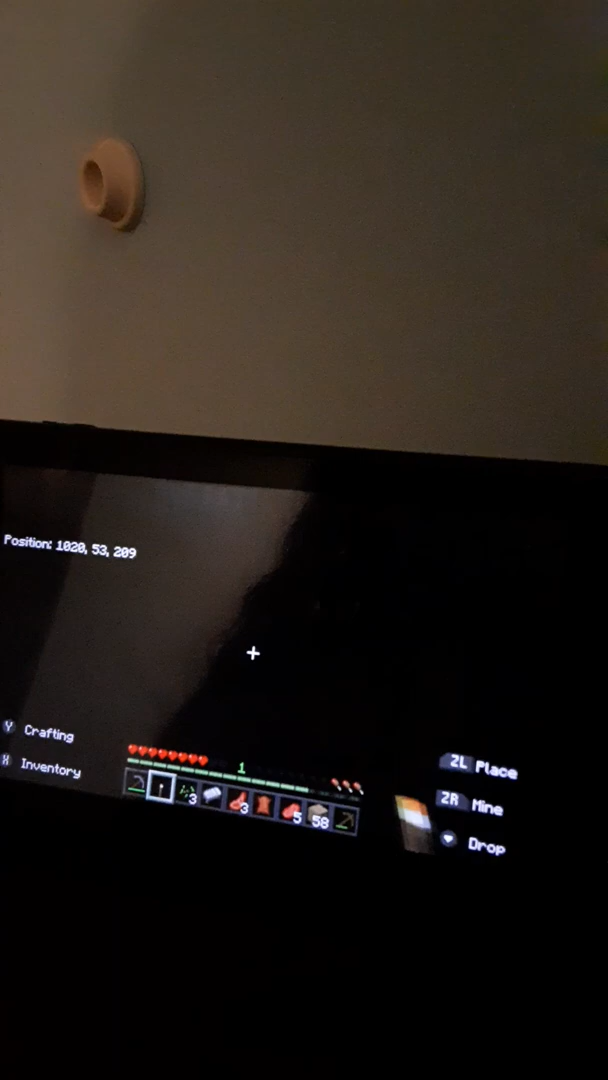 Position: 1020, 53, 209
Y Crafting
X Inventory
1
3
3
5
58
ZL Place
ZR Mine
Drop